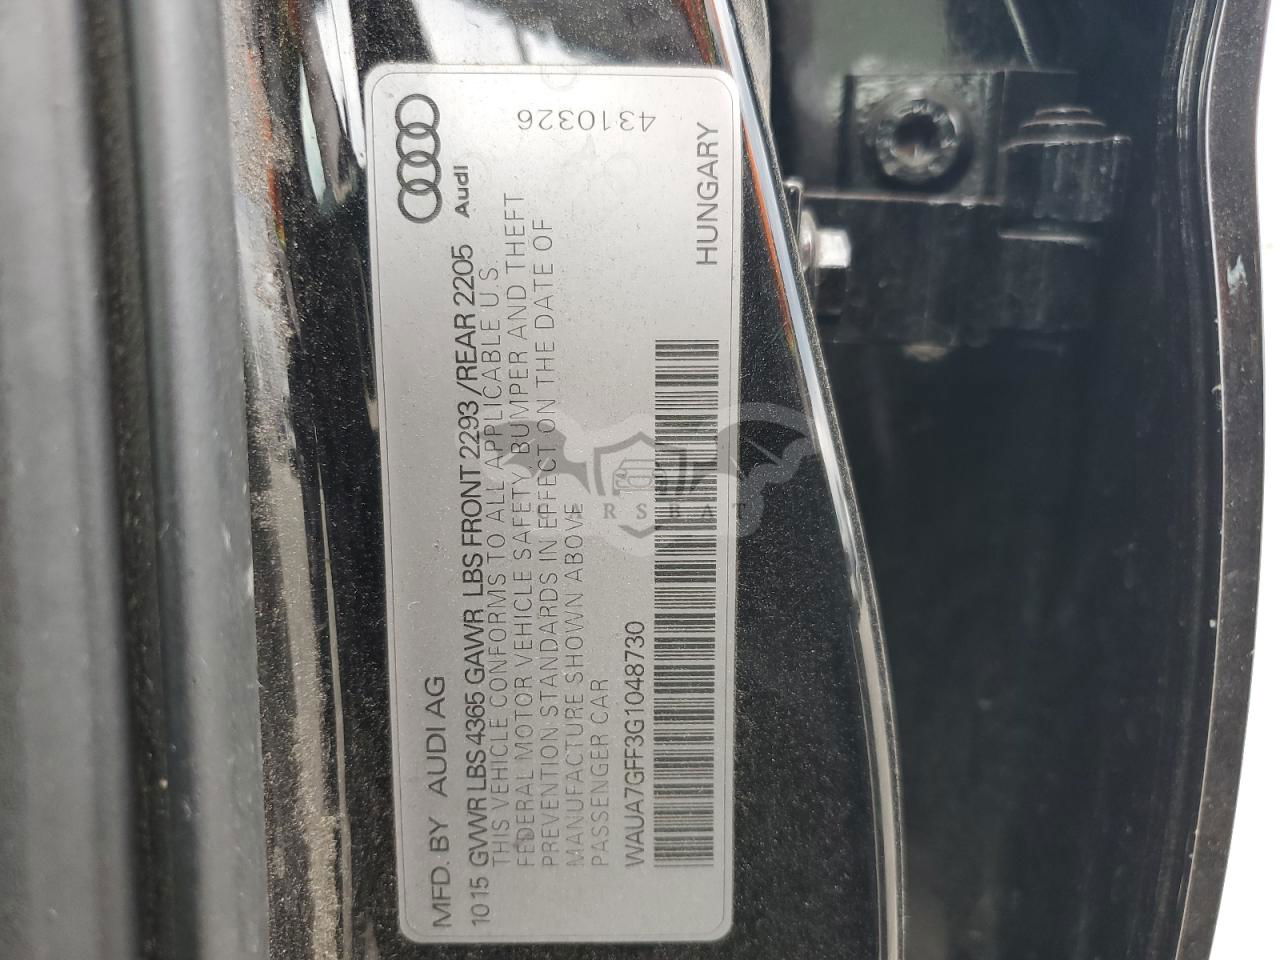 MFD. BY AUDI AG
Audi
1015 GVWR LBS 4365 GAWR LBS FRONT 2293 / REAR 2205
THIS VEHICLE CONFORMS TO ALL APPLICABLE U.S.
FEDERAL MOTOR VEHICLE SAFETY, BUMPER AND THEFT
PREVENTION STANDARDS IN EFFECT ON THE DATE OF
MANUFACTURE SHOWN ABOVE
PASSENGER CAR
4310326
WAUA7GFF3G1048730
HUNGARY
CARSBAT